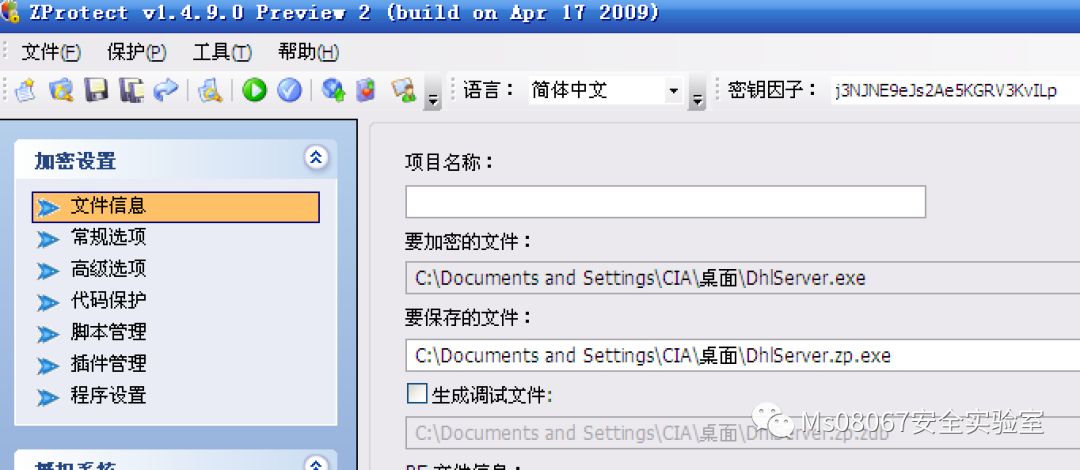 ZProtect v1.4.9.0 Preview 2 (build on Apr 17 2009)
文件(F) 保护(P) 工具(T) 帮助(H)
语言： 简体中文 密钥因子： j3NJNE9eJs2Ae5KGRV3KvILp
加密设置
文件信息
常规选项
高级选项
代码保护
脚本管理
插件管理
程序设置
项目名称：
要加密的文件：
C:\Documents and Settings\CIA\桌面\DhlServer.exe
要保存的文件：
C:\Documents and Settings\CIA\桌面\DhlServer.zp.exe
生成调试文件:
C:\Documents and Settings\CIA\桌面\DhlServer.zp.zdb
Ms08067安全实验室
PE 文件信息：